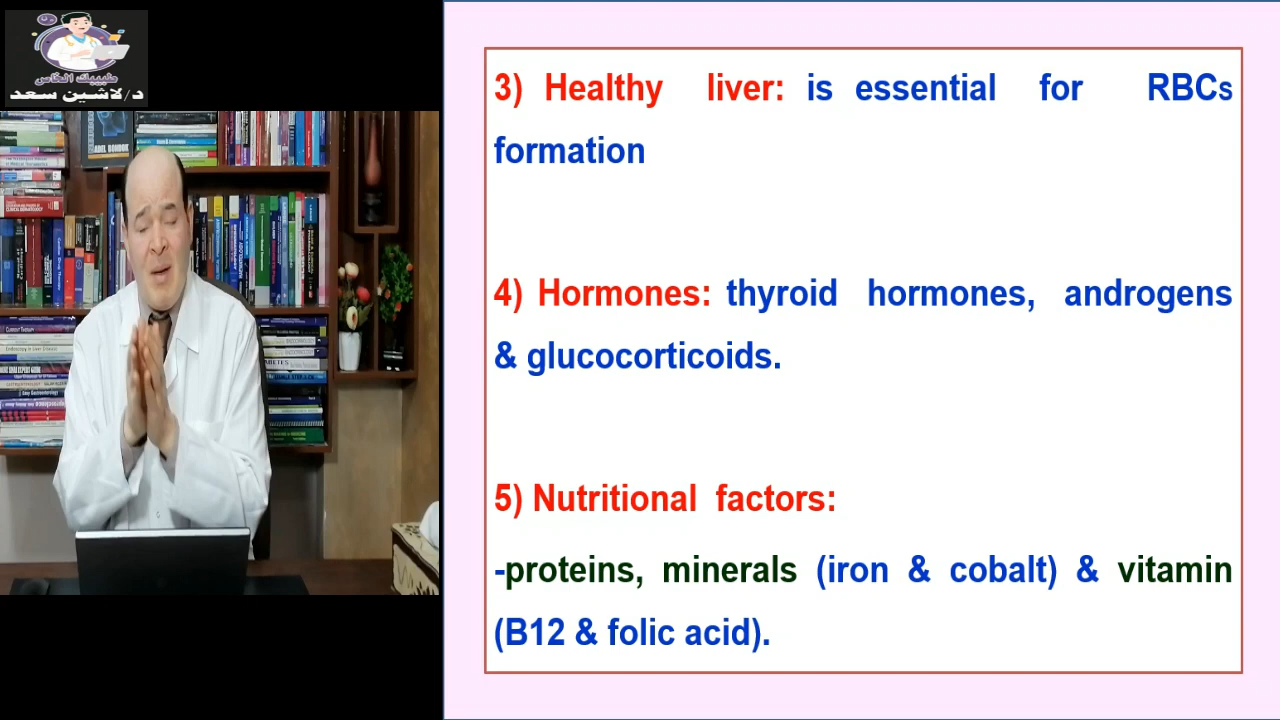 طبيبك الخاص
د/لاشين سعد
3) Healthy liver: is essential for RBCs
formation
4) Hormones: thyroid hormones, androgens
& glucocorticoids.
5) Nutritional factors:
-proteins, minerals (iron & cobalt) & vitamin
(B12 & folic acid).